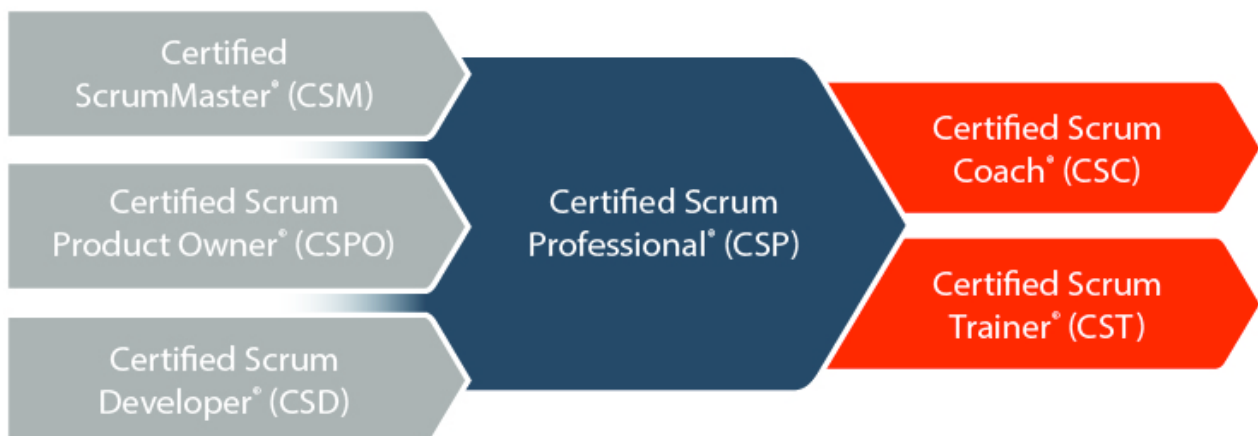 Certified
ScrumMaster® (CSM)
Certified Scrum
Product Owner® (CSPO)
Certified Scrum
Developer® (CSD)
Certified Scrum
Professional® (CSP)
Certified Scrum
Coach® (CSC)
Certified Scrum
Trainer® (CST)